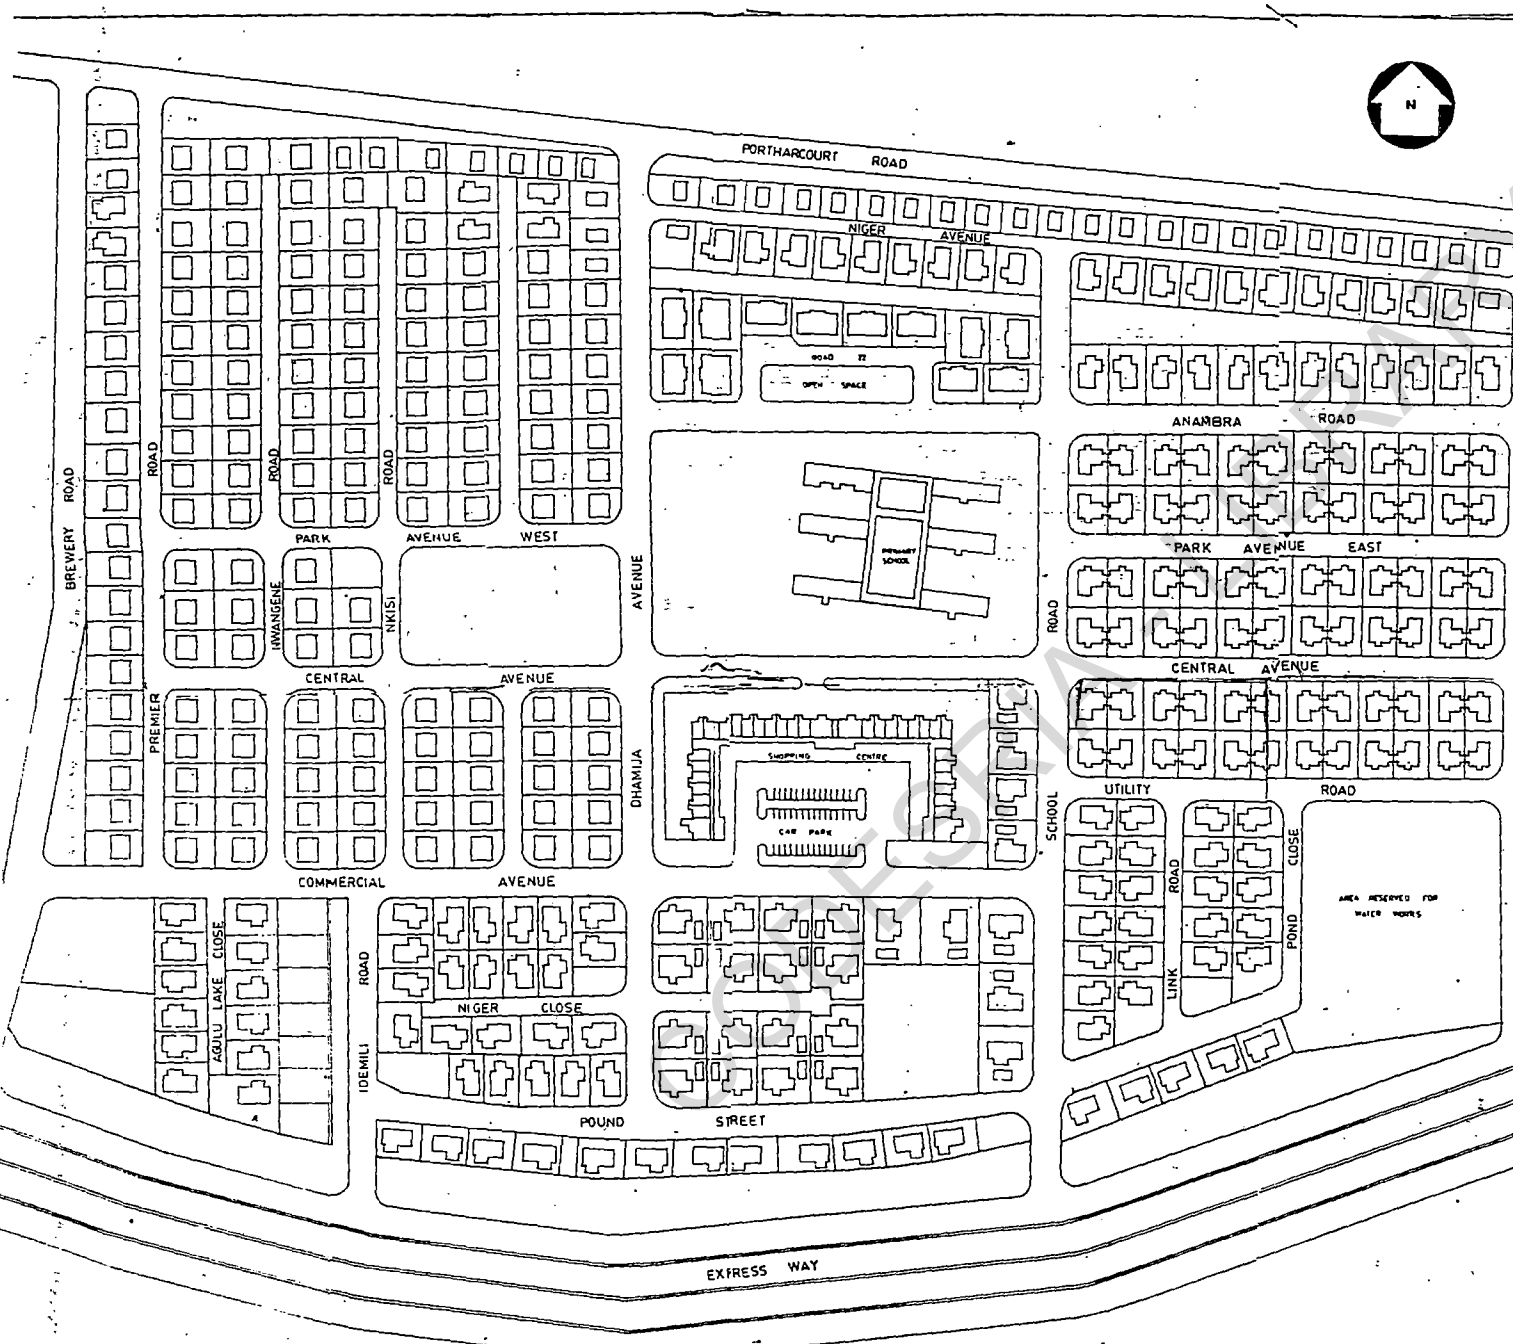 N
PORTHARCOURT ROAD
NIGER AVENUE
ROAD 22
OPEN SPACE
ANAMBRA ROAD
BREWERY ROAD
ROAD
ROAD
ROAD
PARK AVENUE WEST
PRIMARY
SCHOOL
PARK AVENUE EAST
NWANGENE
NKISI
AVENUE
ROAD
CENTRAL AVENUE
CENTRAL AVENUE
PREMIER
DHAMIJA
SHOPPING CENTRE
CAR PARK
SCHOOL
UTILITY ROAD
COMMERCIAL AVENUE
LINK ROAD
POND CLOSE
AREA RESERVED FOR
WATER WORKS
AGULU LAKE CLOSE
IDEMILI ROAD
NIGER CLOSE
POUND STREET
A
EXPRESS WAY
CODESRIA - LIBRARY